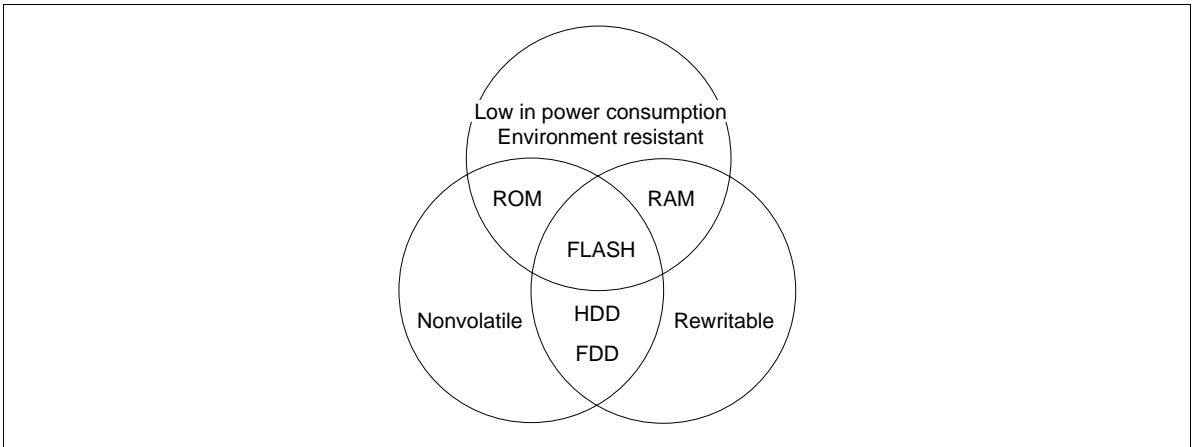 Low in power consumption
Environment resistant
ROM
RAM
FLASH
Nonvolatile
HDD
Rewritable
FDD